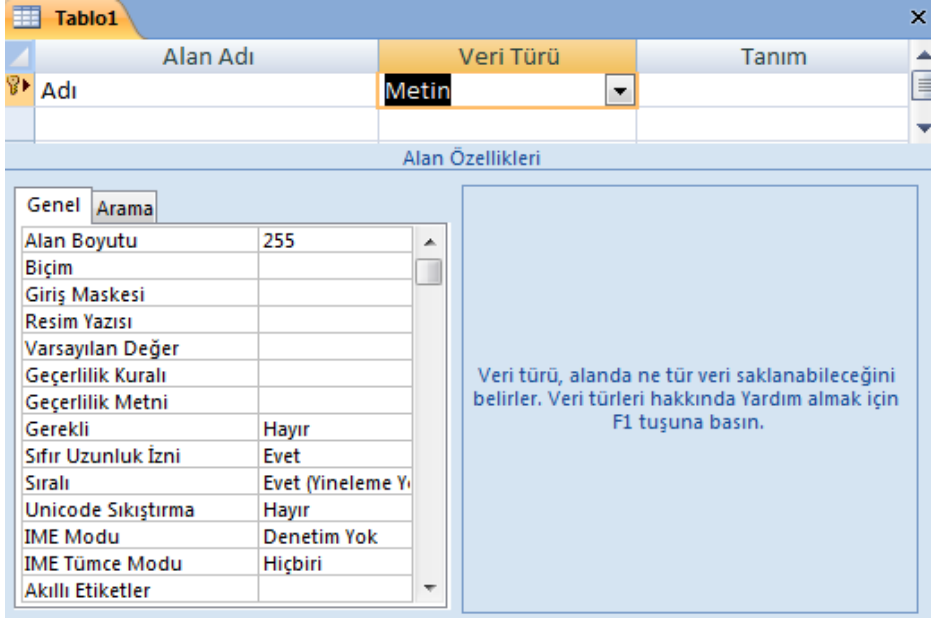 Tablo1
Alan Adı Veri Türü Tanım
Adı Metin
Alan Özellikleri
Genel Arama
Alan Boyutu 255
Biçim
Giriş Maskesi
Resim Yazısı
Varsayılan Değer
Geçerlilik Kuralı
Geçerlilik Metni
Gerekli Hayır
Sıfır Uzunluk İzni Evet
Sıralı Evet (Yineleme
Unicode Sıkıştırma Hayır
IME Modu Denetim Yok
IME Tümce Modu Hiçbiri
Akıllı Etiketler
Veri türü, alanda ne tür veri saklanabileceğini
belirler. Veri türleri hakkında Yardım almak için
F1 tuşuna basın.